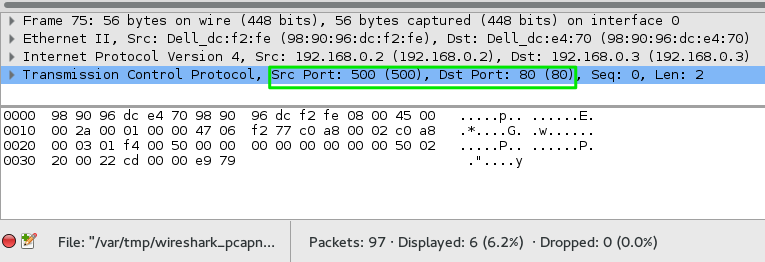 Frame 75: 56 bytes on wire (448 bits), 56 bytes captured (448 bits) on interface 0
Ethernet II, Src: Dell_dc:f2:fe (98:90:96:dc:f2:fe), Dst: Dell_dc:e4:70 (98:90:96:dc:e4:70)
Internet Protocol Version 4, Src: 192.168.0.2 (192.168.0.2), Dst: 192.168.0.3 (192.168.0.3)
Transmission Control Protocol, Src Port: 500 (500), Dst Port: 80 (80), Seq: 0, Len: 2
0000 98 90 96 dc e4 70 98 90 96 dc f2 fe 08 00 45 00 .....p.. ......E.
0010 00 2a 00 01 00 00 47 06 f2 77 c0 a8 00 02 c0 a8 .*....G. .w......
0020 00 03 01 f4 00 50 00 00 00 00 00 00 00 00 50 02 .....P.. ......P.
0030 20 00 22 cd 00 00 e9 79 ."....y
File: "/var/tmp/wireshark_pcapn... Packets: 97 · Displayed: 6 (6.2%) · Dropped: 0 (0.0%)